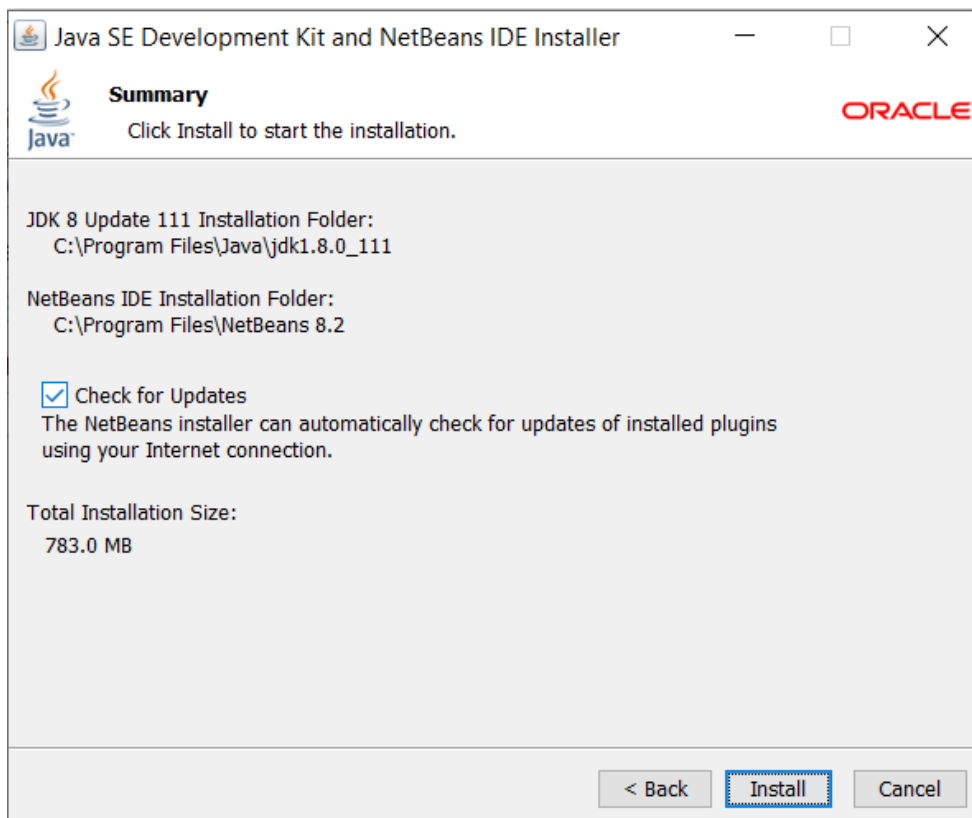 Java SE Development Kit and NetBeans IDE Installer
Java
Summary
Click Install to start the installation.
ORACLE
JDK 8 Update 111 Installation Folder:
C:\Program Files\Java\jdk1.8.0_111
NetBeans IDE Installation Folder:
C:\Program Files\NetBeans 8.2
Check for Updates
The NetBeans installer can automatically check for updates of installed plugins
using your Internet connection.
Total Installation Size:
783.0 MB
< Back Install Cancel